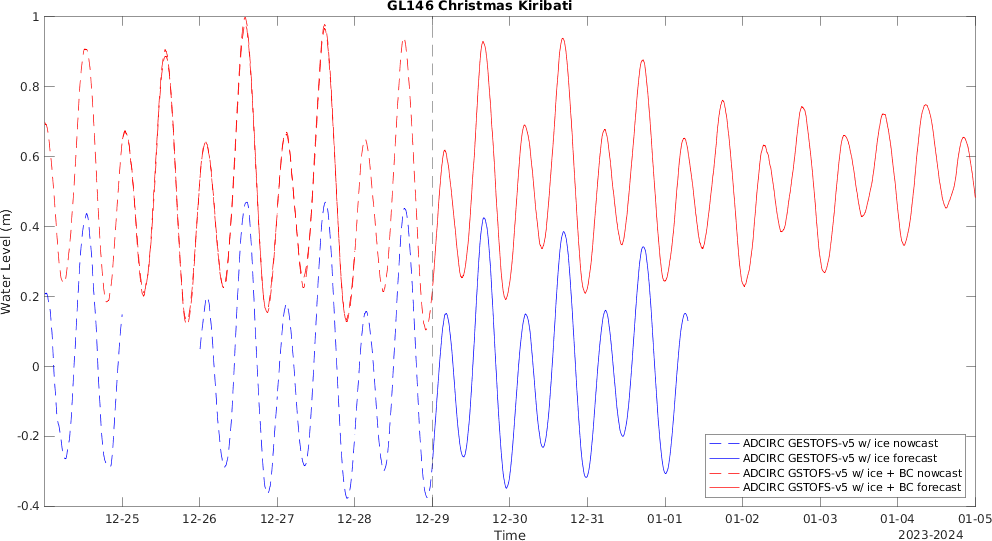 GL146 Christmas Kiribati
Water Level (m)
1
0.8
0.6
0.4
0.2
0
-0.2
-0.4
ADCIRC GESTOFS-v5 w/ ice nowcast
ADCIRC GESTOFS-v5 w/ ice forecast
ADCIRC GSTOFS-v5 w/ ice + BC nowcast
ADCIRC GSTOFS-v5 w/ ice + BC forecast
12-25 12-26 12-27 12-28 12-29 12-30 12-31 01-01 01-02 01-03 01-04 01-05
Time
2023-2024